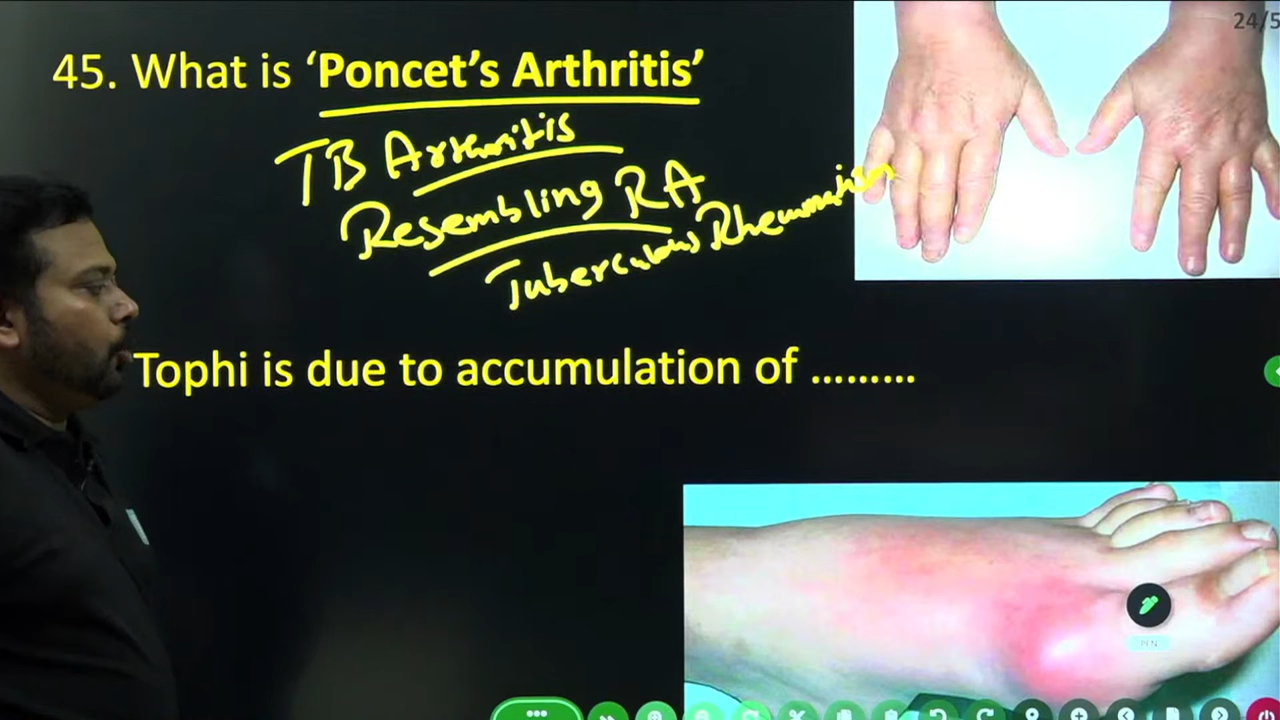 24/5
45. What is ‘Poncet’s Arthritis’
TB Arthritis
Resembling RA
Tuberculous Rheumatism
Tophi is due to accumulation of .........
PEN